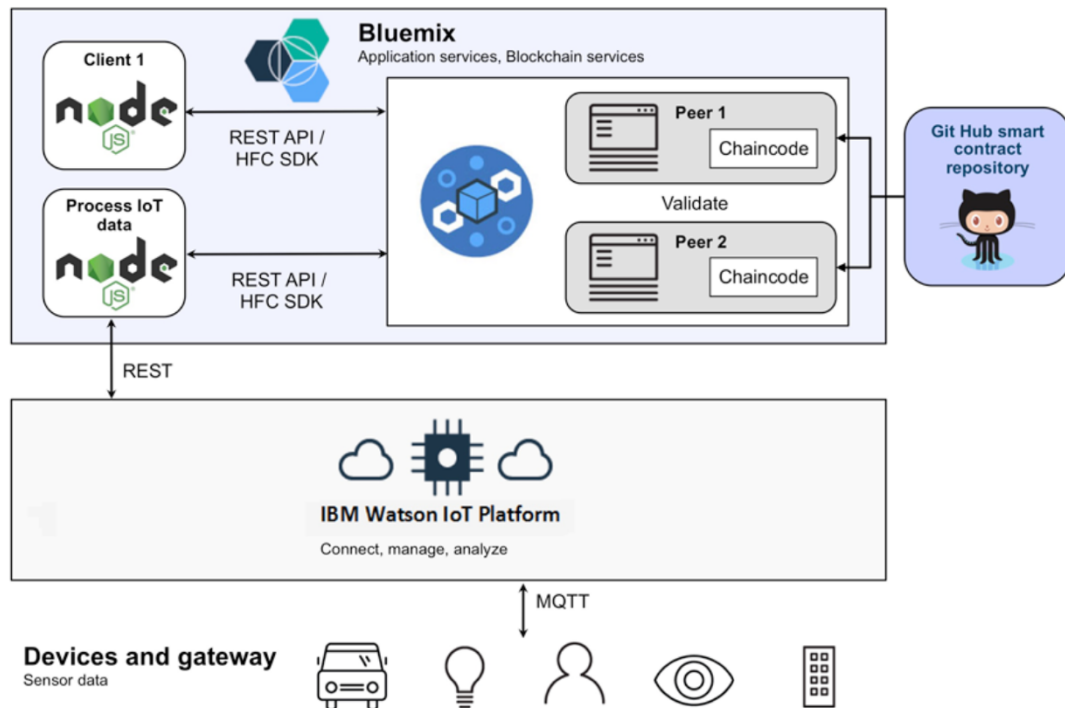 Bluemix
Application services, Blockchain services
Client 1
node
JS
REST API /
HFC SDK
Process IoT
data
node
JS
REST API /
HFC SDK
Peer 1
Chaincode
Validate
Peer 2
Chaincode
Git Hub smart
contract
repository
REST
IBM Watson IoT Platform
Connect, manage, analyze
MQTT
Devices and gateway
Sensor data